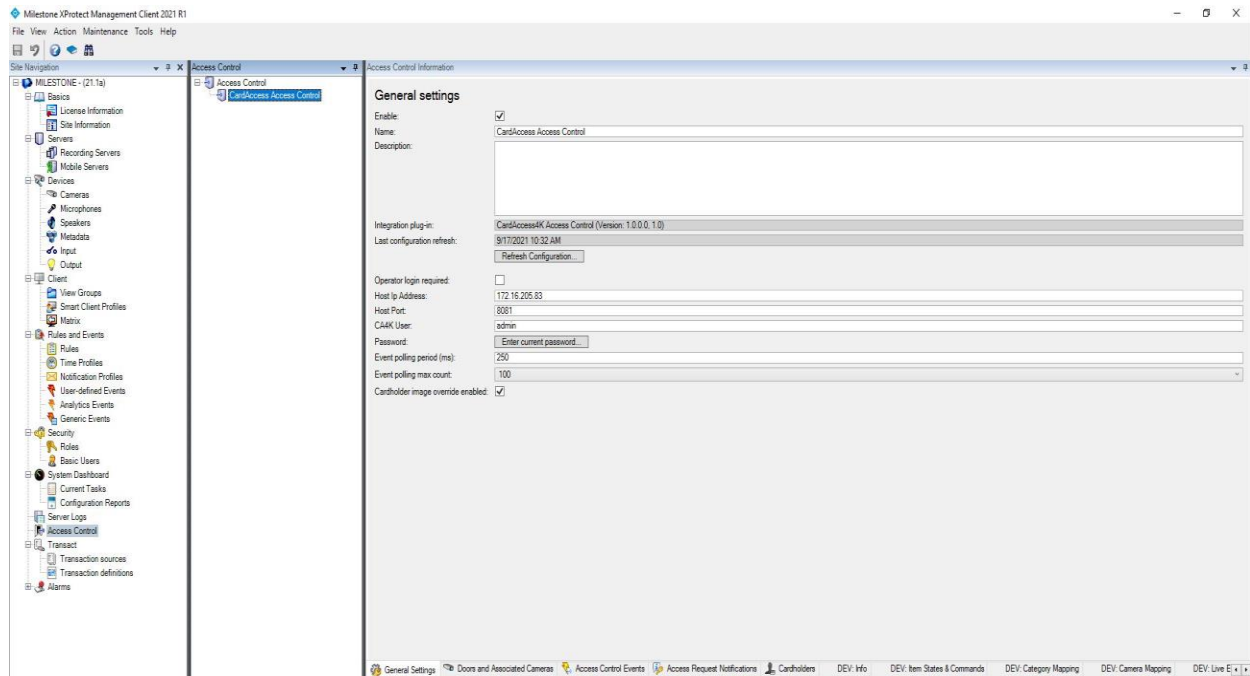 Milestone XProtect Management Client 2021 R1
File View Action Maintenance Tools Help
Site Navigation
MILESTONE - (21.1a)
Basics
License Information
Site Information
Servers
Recording Servers
Mobile Servers
Devices
Cameras
Microphones
Speakers
Metadata
Input
Output
Client
View Groups
Smart Client Profiles
Matrix
Rules and Events
Rules
Time Profiles
Notification Profiles
User-defined Events
Analytics Events
Generic Events
Security
Roles
Basic Users
System Dashboard
Current Tasks
Configuration Reports
Server Logs
Access Control
Transact
Transaction sources
Transaction definitions
Alarms
Access Control
Access Control
CardAccess Access Control
Access Control Information
General settings
Enable:
Name: CardAccess Access Control
Description:
Integration plug-in: CardAccess4K Access Control (Version: 1.0.0.0, 1.0)
Last configuration refresh: 9/17/2021 10:32 AM
Refresh Configuration...
Operator login required:
Host Ip Address: 172.16.205.83
Host Port: 8081
CA4K User: admin
Password: Enter current password...
Event polling period (ms): 250
Event polling max count: 100
Cardholder image override enabled:
General Settings Doors and Associated Cameras Access Control Events Access Request Notifications Cardholders DEV: Info DEV: Item States & Commands DEV: Category Mapping DEV: Camera Mapping DEV: Live E